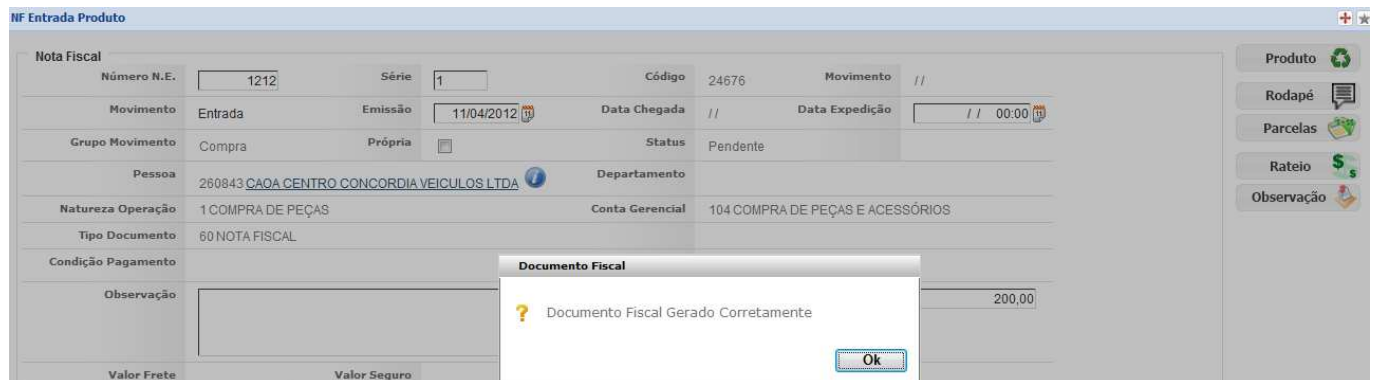 NF Entrada Produto
Nota Fiscal
Número N.E. 1212 Série 1 Código 24676 Movimento / /
Movimento Entrada Emissão 11/04/2012 Data Chegada / / Data Expedição / / 00:00
Grupo Movimento Compra Própria Status Pendente
Pessoa 260843 CAOA CENTRO CONCORDIA VEICULOS LTDA Departamento
Natureza Operação 1 COMPRA DE PEÇAS Conta Gerencial 104 COMPRA DE PEÇAS E ACESSÓRIOS
Tipo Documento 60 NOTA FISCAL
Condição Pagamento
Observação 200,00
Valor Frete Valor Seguro
Documento Fiscal
Documento Fiscal Gerado Corretamente
Ok
Produto
Rodapé
Parcelas
Rateio
Observação